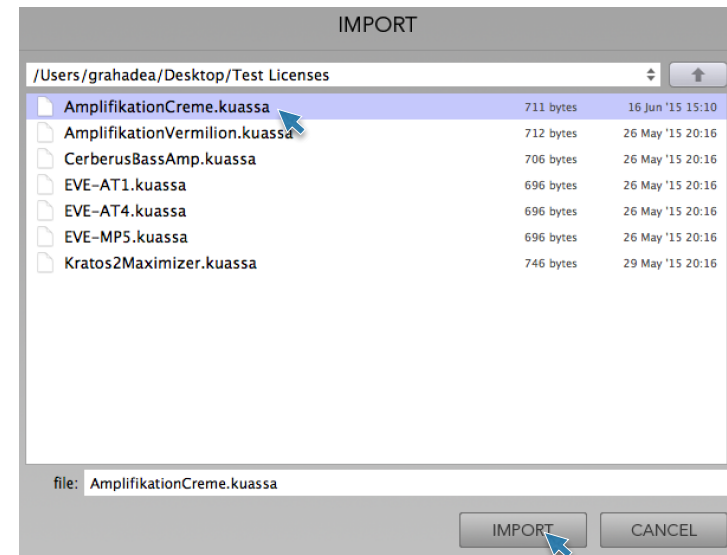 IMPORT
/Users/grahadea/Desktop/Test Licenses
AmplifikationCreme.kuassa 711 bytes 16 Jun '15 15:10
AmplifikationVermilion.kuassa 712 bytes 26 May '15 20:16
CerberusBassAmp.kuassa 706 bytes 26 May '15 20:16
EVE-AT1.kuassa 696 bytes 26 May '15 20:16
EVE-AT4.kuassa 696 bytes 26 May '15 20:16
EVE-MP5.kuassa 696 bytes 26 May '15 20:16
Kratos2Maximizer.kuassa 746 bytes 29 May '15 20:16
file: AmplifikationCreme.kuassa
IMPORT CANCEL